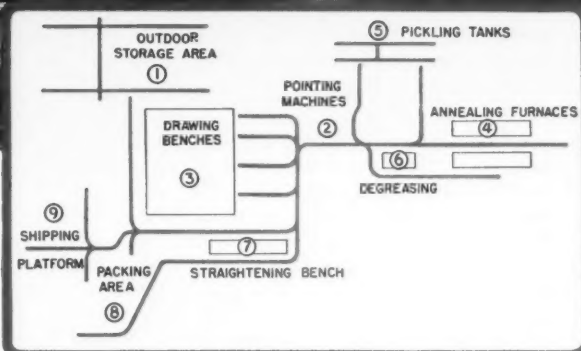 OUTDOOR
STORAGE AREA
①
⑤ PICKLING TANKS
POINTING
MACHINES
②
ANNEALING FURNACES
④
DRAWING
BENCHES
③
⑥
DEGREASING
⑨
SHIPPING
PLATFORM
PACKING
AREA
⑧
⑦
STRAIGHTENING BENCH